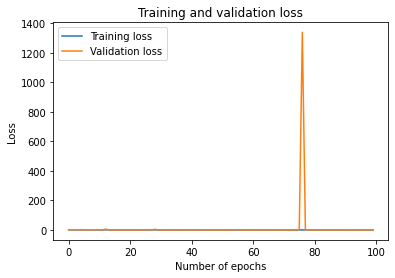 Training and validation loss
1400
1200
1000
800
600
400
200
0
Loss
Training loss
Validation loss
0 20 40 60 80 100
Number of epochs